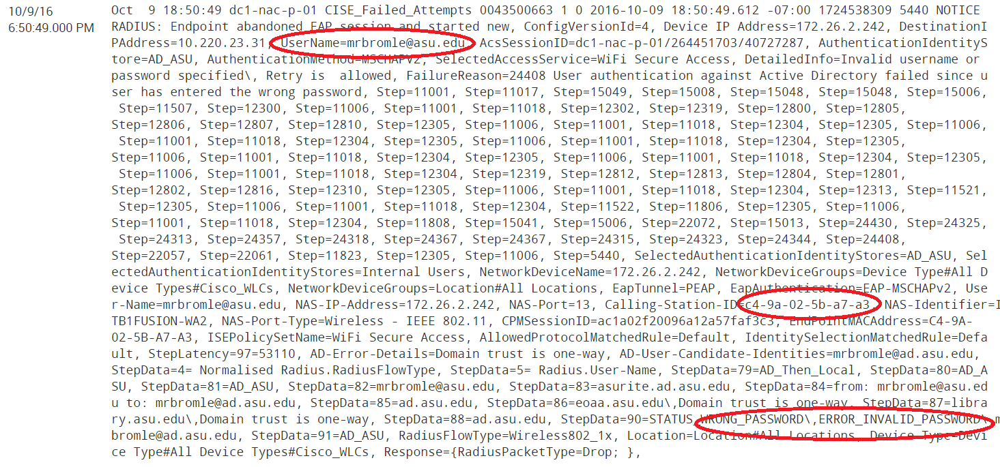 10/9/16
6:50:49.000 PM
Oct  9 18:50:49 dc1-nac-p-01 CISE_Failed_Attempts 0043500663 1 0 2016-10-09 18:50:49.612 -07:00 1724538309 5440 NOTICE
RADIUS: Endpoint abandoned EAP session and started new, ConfigVersionId=4, Device IP Address=172.26.2.242, DestinationI
PAddress=10.220.23.31, UserName=mrbromle@asu.edu, AcsSessionID=dc1-nac-p-01/264451703/40727287, AuthenticationIdentityS
tore=AD_ASU, AuthenticationMethod=MSCHAPV2, SelectedAccessService=WiFi Secure Access, DetailedInfo=Invalid username or
password specified\, Retry is  allowed, FailureReason=24408 User authentication against Active Directory failed since u
ser has entered the wrong password, Step=11001, Step=11017, Step=15049, Step=15008, Step=15048, Step=15048, Step=15006,
Step=11507, Step=12300, Step=11006, Step=11001, Step=11018, Step=12302, Step=12319, Step=12800, Step=12805,
Step=12806, Step=12807, Step=12810, Step=12305, Step=11006, Step=11001, Step=11018, Step=12304, Step=12305, Step=11006,
Step=11001, Step=11018, Step=12304, Step=12305, Step=11006, Step=11001, Step=11018, Step=12304, Step=12305,
Step=11006, Step=11001, Step=11018, Step=12304, Step=12305, Step=11006, Step=11001, Step=11018, Step=12304, Step=12305,
Step=11006, Step=11001, Step=11018, Step=12304, Step=12319, Step=12812, Step=12813, Step=12804, Step=12801,
Step=12802, Step=12816, Step=12310, Step=12305, Step=11006, Step=11001, Step=11018, Step=12304, Step=12313, Step=11521,
Step=12305, Step=11006, Step=11001, Step=11018, Step=12304, Step=11522, Step=11806, Step=12305, Step=11006,
Step=11001, Step=11018, Step=12304, Step=11808, Step=15041, Step=15006, Step=22072, Step=15013, Step=24430, Step=24325,
Step=24313, Step=24357, Step=24318, Step=24367, Step=24367, Step=24315, Step=24323, Step=24344, Step=24408,
Step=22057, Step=22061, Step=11823, Step=12305, Step=11006, Step=5440, SelectedAuthenticationIdentityStores=AD_ASU, Sel
ectedAuthenticationIdentityStores=Internal Users, NetworkDeviceName=172.26.2.242, NetworkDeviceGroups=Device Type#All D
evice Types#Cisco_WLCs, NetworkDeviceGroups=Location#All Locations, EapTunnel=PEAP, EapAuthentication=EAP-MSCHAPv2, Use
r-Name=mrbromle@asu.edu, NAS-IP-Address=172.26.2.242, NAS-Port=13, Calling-Station-ID=c4-9a-02-5b-a7-a3, NAS-Identifier=I
TB1FUSION-WA2, NAS-Port-Type=Wireless - IEEE 802.11, CPMSessionID=ac1a02f20096a12a57faf3c3, EndPointMACAddress=C4-9A-
02-5B-A7-A3, ISEPolicySetName=WiFi Secure Access, AllowedProtocolMatchedRule=Default, IdentitySelectionMatchedRule=Defa
ult, StepLatency=97=53110, AD-Error-Details=Domain trust is one-way, AD-User-Candidate-Identities=mrbromle@ad.asu.edu,
StepData=4= Normalised Radius.RadiusFlowType, StepData=5= Radius.User-Name, StepData=79=AD_Then_Local, StepData=80=AD_A
SU, StepData=81=AD_ASU, StepData=82=mrbromle@asu.edu, StepData=83=asurite.ad.asu.edu, StepData=84=from: mrbromle@asu.ed
u to: mrbromle@ad.asu.edu, StepData=85=ad.asu.edu, StepData=86=eoaa.asu.edu\,Domain trust is one-way, StepData=87=libra
ry.asu.edu\,Domain trust is one-way, StepData=88=ad.asu.edu, StepData=90=STATUS_WRONG_PASSWORD\,ERROR_INVALID_PASSWORD\,m
bromle@ad.asu.edu, StepData=91=AD_ASU, RadiusFlowType=Wireless802_1x, Location=Location#All Locations, Device Type=Devi
ce Type#All Device Types#Cisco_WLCs, Response={RadiusPacketType=Drop; },